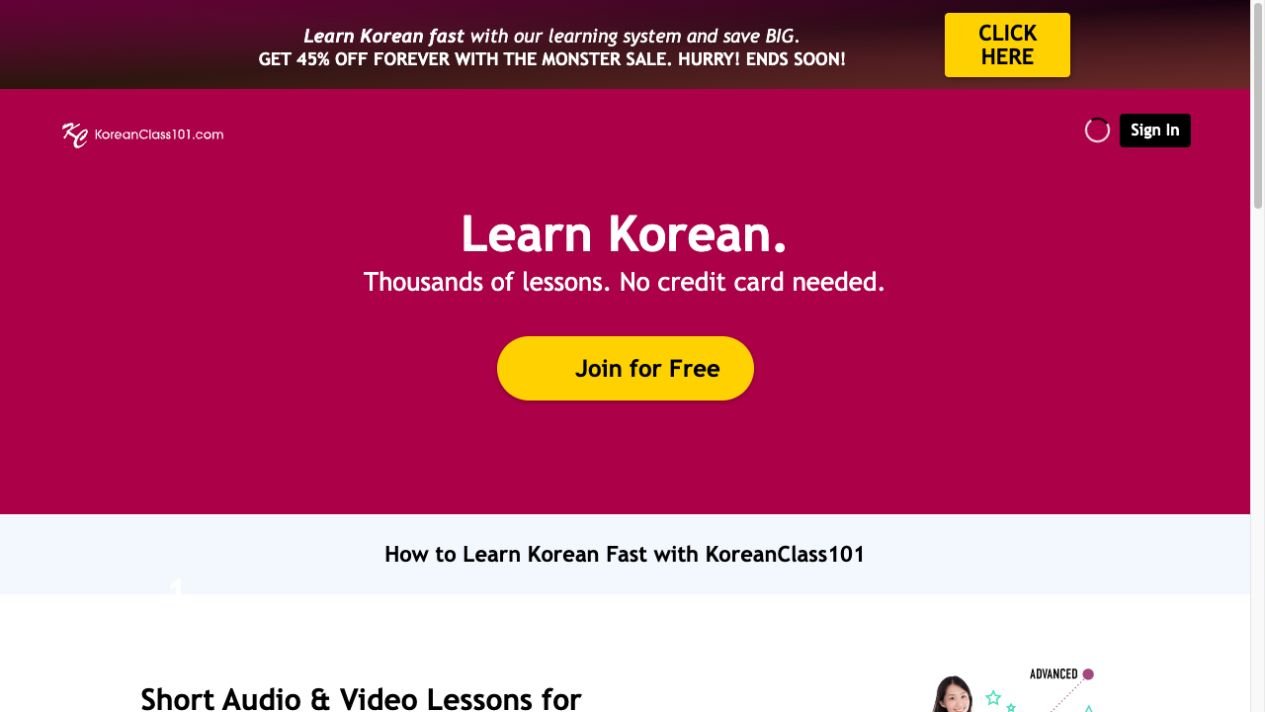 Learn Korean fast with our learning system and save BIG.
GET 45% OFF FOREVER WITH THE MONSTER SALE. HURRY! ENDS SOON!
CLICK
HERE
KC KoreanClass101.com
Sign In
Learn Korean.
Thousands of lessons. No credit card needed.
Join for Free
How to Learn Korean Fast with KoreanClass101
1
Short Audio & Video Lessons for
ADVANCED